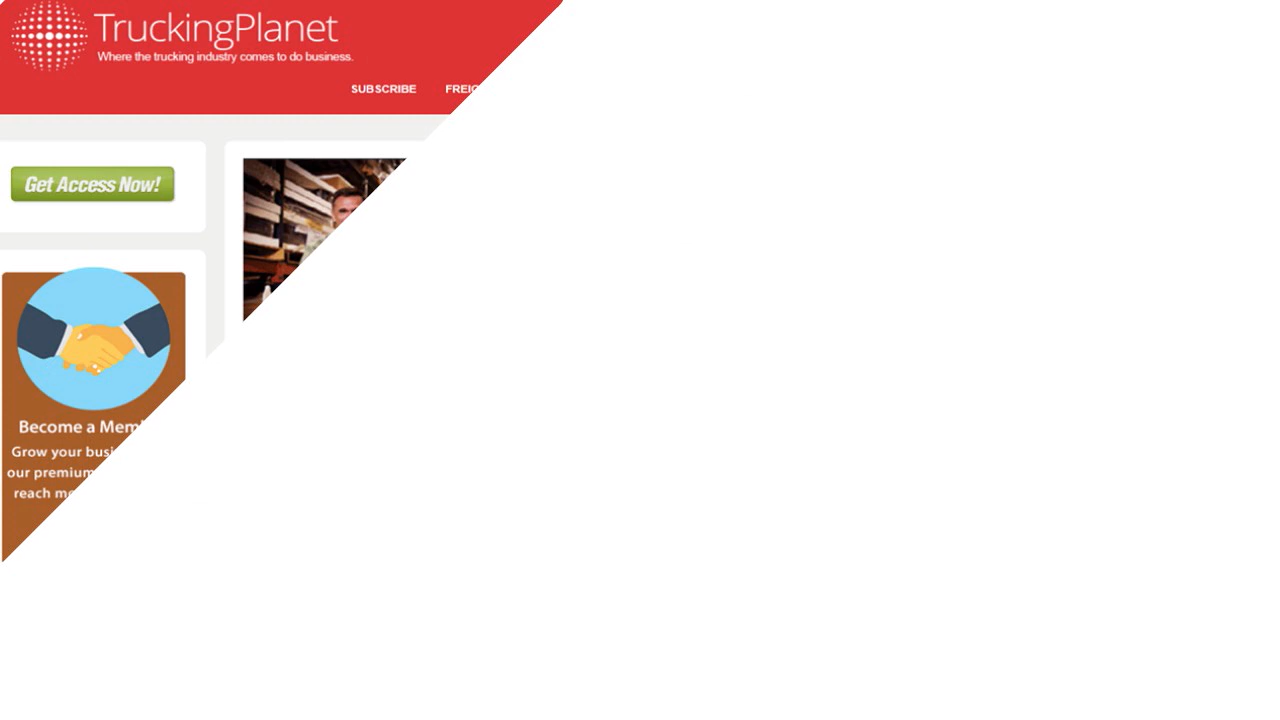 TruckingPlanet
Where the trucking industry comes to do business.
SUBSCRIBE
Get Access Now!
Become a
Grow your
our premium
reach